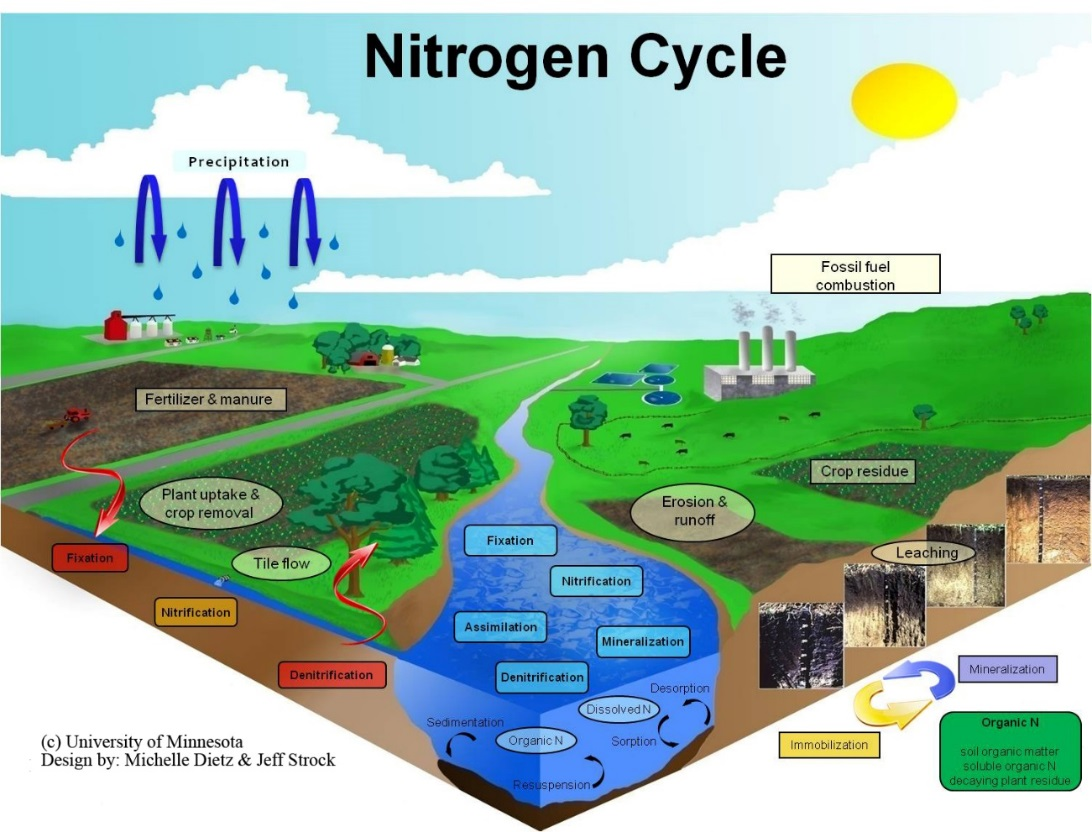 Nitrogen Cycle
Precipitation
Fossil fuel
combustion
Fertilizer & manure
Plant uptake &
crop removal
Crop residue
Erosion &
runoff
Fixation
Tile flow
Fixation
Leaching
Nitrification
Nitrification
Assimilation
Mineralization
Denitrification
Denitrification
Desorption
Dissolved N
Sedimentation
Organic N
Sorption
Resuspension
Mineralization
Immobilization
Organic N
soil organic matter
soluble organic N
decaying plant residue
(c) University of Minnesota
Design by: Michelle Dietz & Jeff Strock